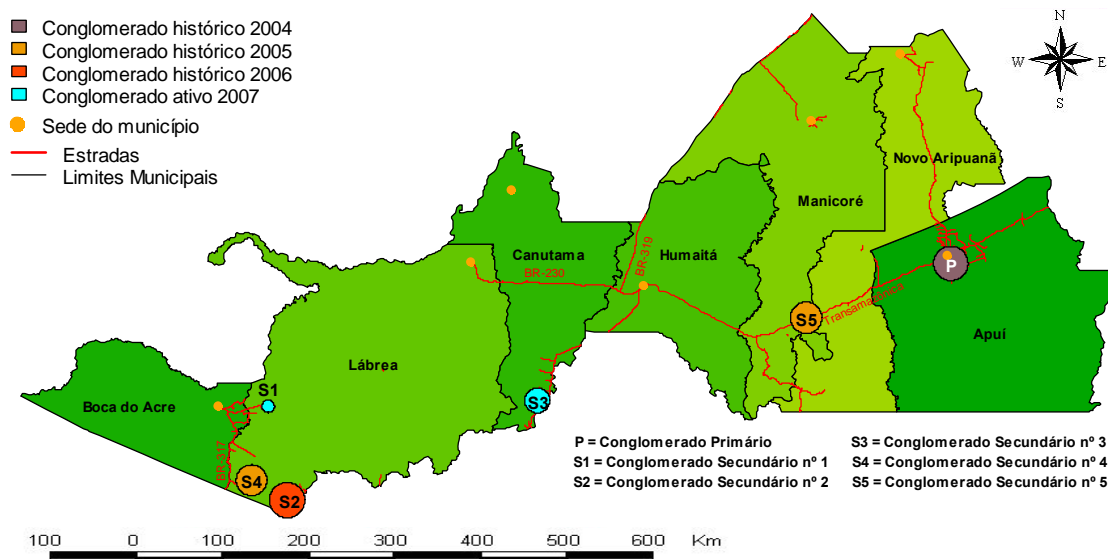 Conglomerado histórico 2004
Conglomerado histórico 2005
Conglomerado histórico 2006
Conglomerado ativo 2007
Sede do município
Estradas
Limites Municipais
N
W E
S
Novo Aripuanã
Manicoré
Canutama
Humaitá
BR-319
BR-230
P
Transamazônica
S5
Apuí
Lábrea
S1
Boca do Acre
S3
BR-317
S4
S2
P = Conglomerado Primário
S1 = Conglomerado Secundário nº 1
S2 = Conglomerado Secundário nº 2
S3 = Conglomerado Secundário nº 3
S4 = Conglomerado Secundário nº 4
S5 = Conglomerado Secundário nº 5
100 0 100 200 300 400 500 600 Km